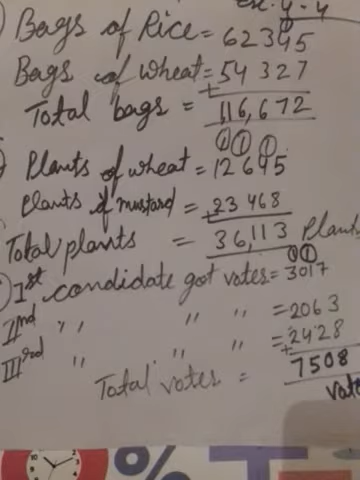 Ex: 4-4
Bags of Rice = 62345
Bags of wheat = 54327
+
Total bags = 116,672
1 1 1
Plants of wheat = 12645
Plants of mustard = +23468
Total plants = 36,113 Plants
1 1
1st candidate got votes = 3017
IInd ,, ,, ,, = 2063
IIIrd ,, ,, ,, = +2428
Total votes = 7508
votes
%